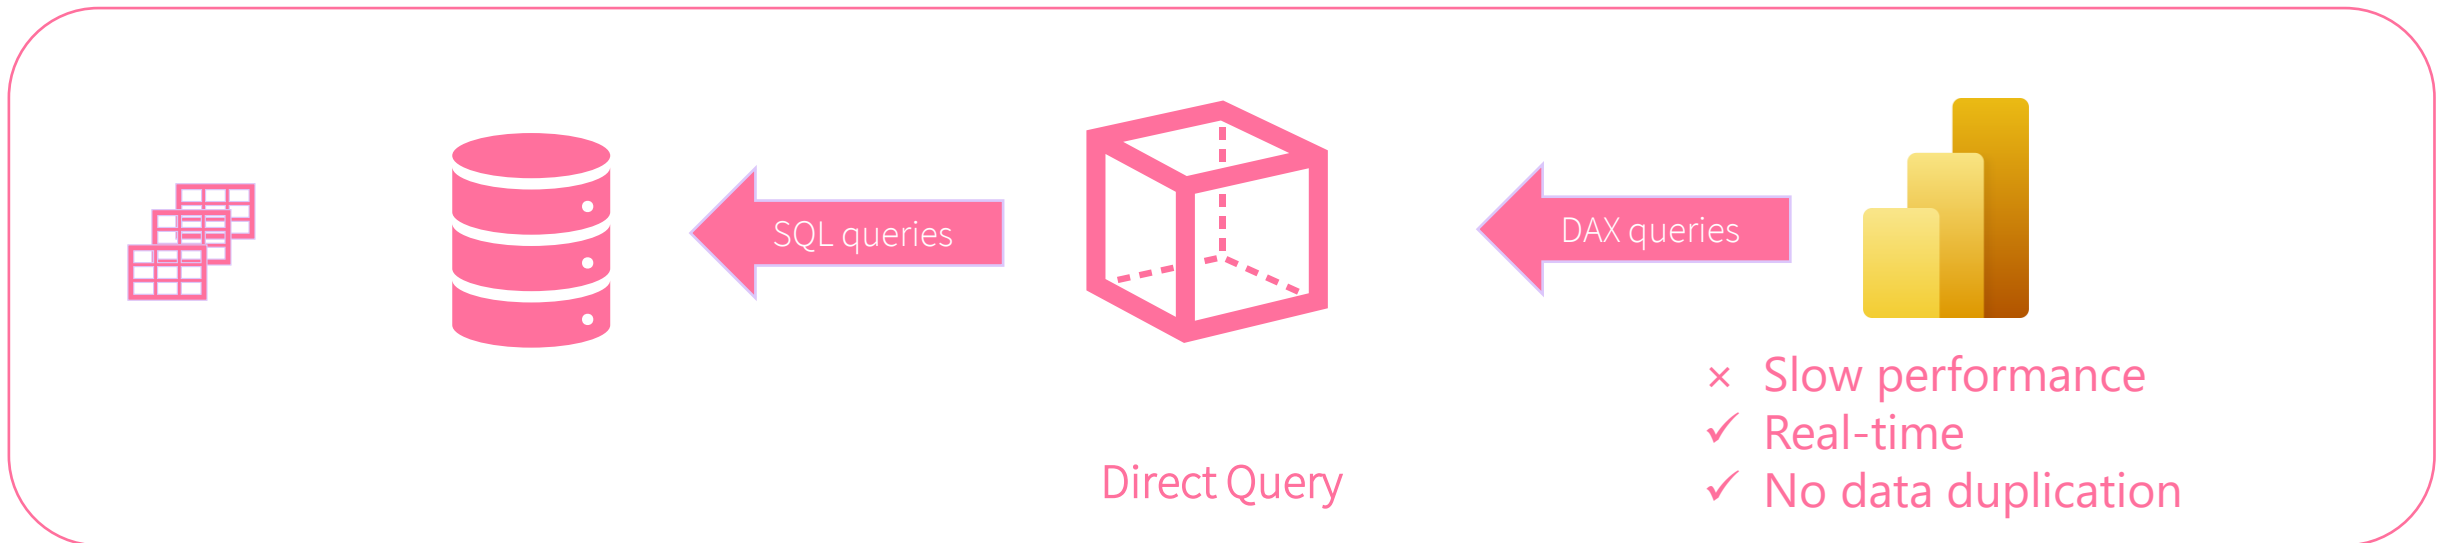 SQL queries
DAX queries
× Slow performance
✓ Real-time
✓ No data duplication
Direct Query